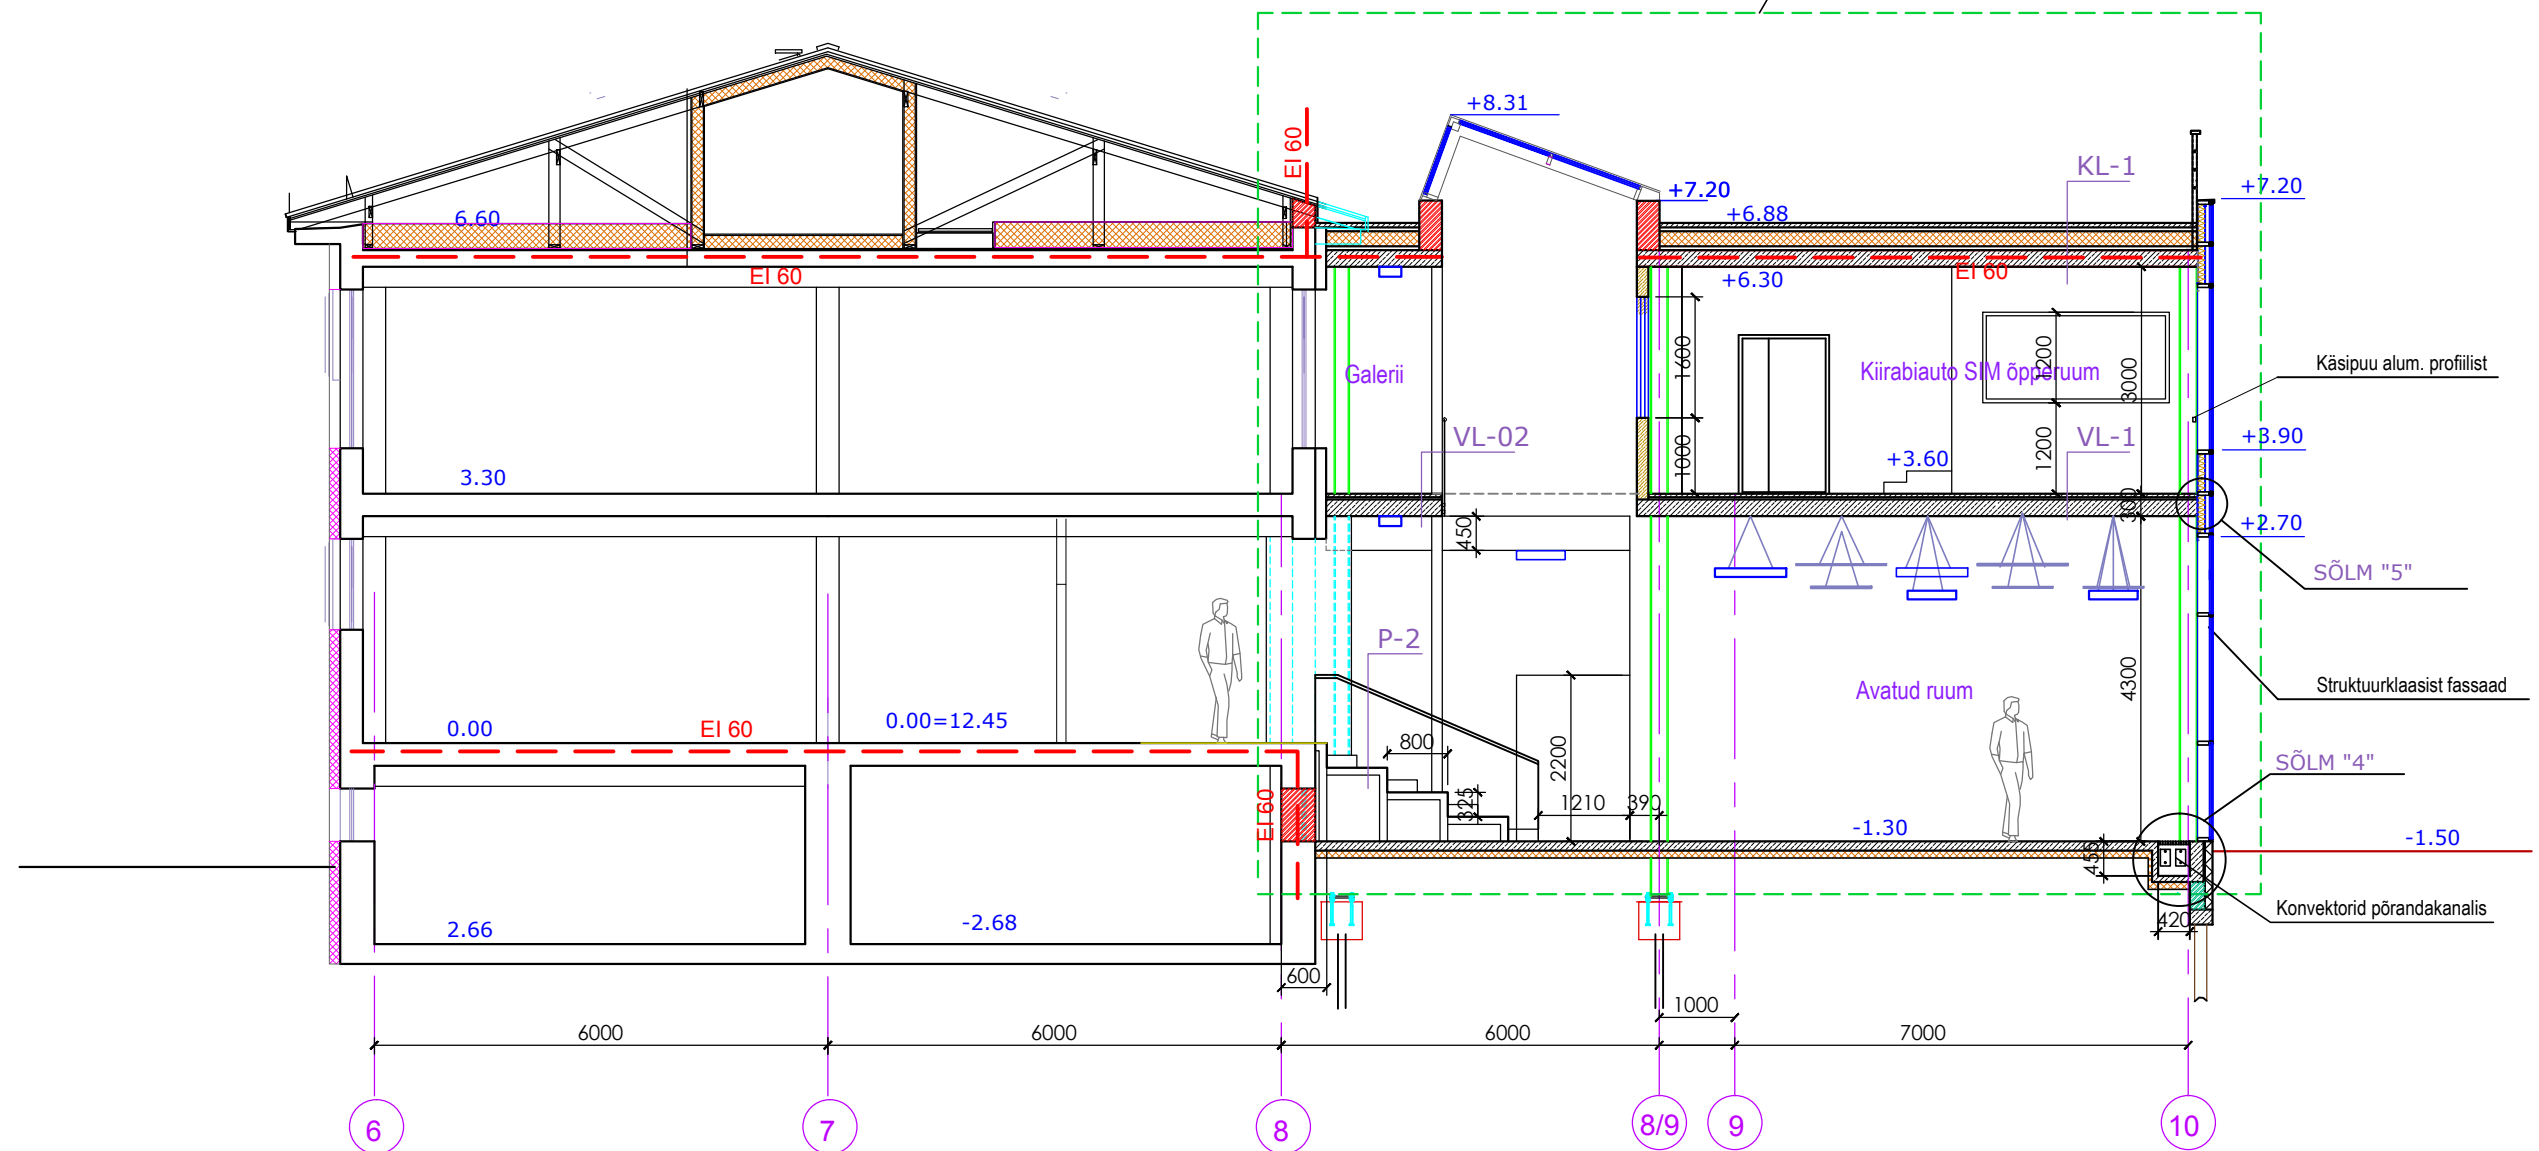 +8.31
EI 60
KL-1
+7.20
+7.20
6.60
+6.88
EI 60
+6.30
EI 60
1600
1200
3000
Käsipuu alum. profiilist
Galerii
Kiirabiauto SIM õpperuum
VL-02
1000
+3.60
1200
VL-1
+3.90
3.30
300
450
+2.70
SÕLM "5"
P-2
Avatud ruum
4300
Struktuurklaasist fassaad
0.00
EI 60
0.00=12.45
800
2200
SÕLM "4"
EI 60
325
1210
390
-1.30
-1.50
455
2.66
-2.68
420
Konvektorid põrandakanalis
600
1000
6000
6000
6000
7000
6
7
8
8/9
9
10